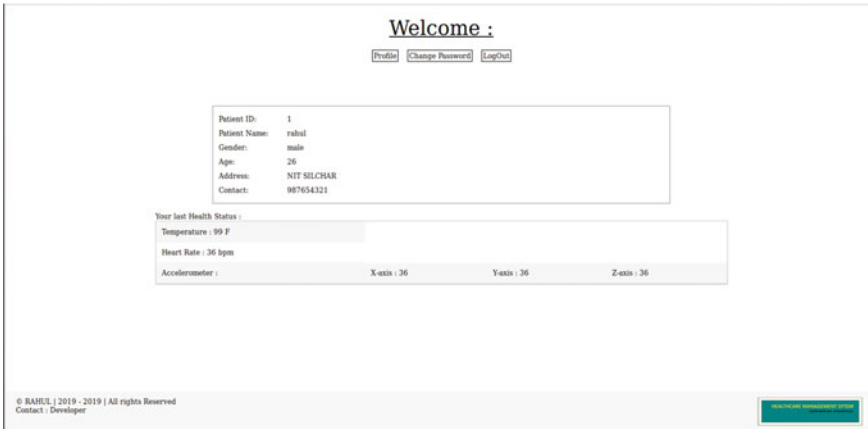 Welcome :
Profile Change Password LogOut
Patient ID: 1
Patient Name: rahul
Gender: male
Age: 26
Address: NIT SILCHAR
Contact: 987654321
Your last Health Status :
Temperature : 99 F
Heart Rate : 36 bpm
Accelerometer : X-axis : 36 Y-axis : 36 Z-axis : 36
© RAHUL | 2019 - 2019 | All rights Reserved
Contact : Developer
HEALTHCARE MANAGEMENT